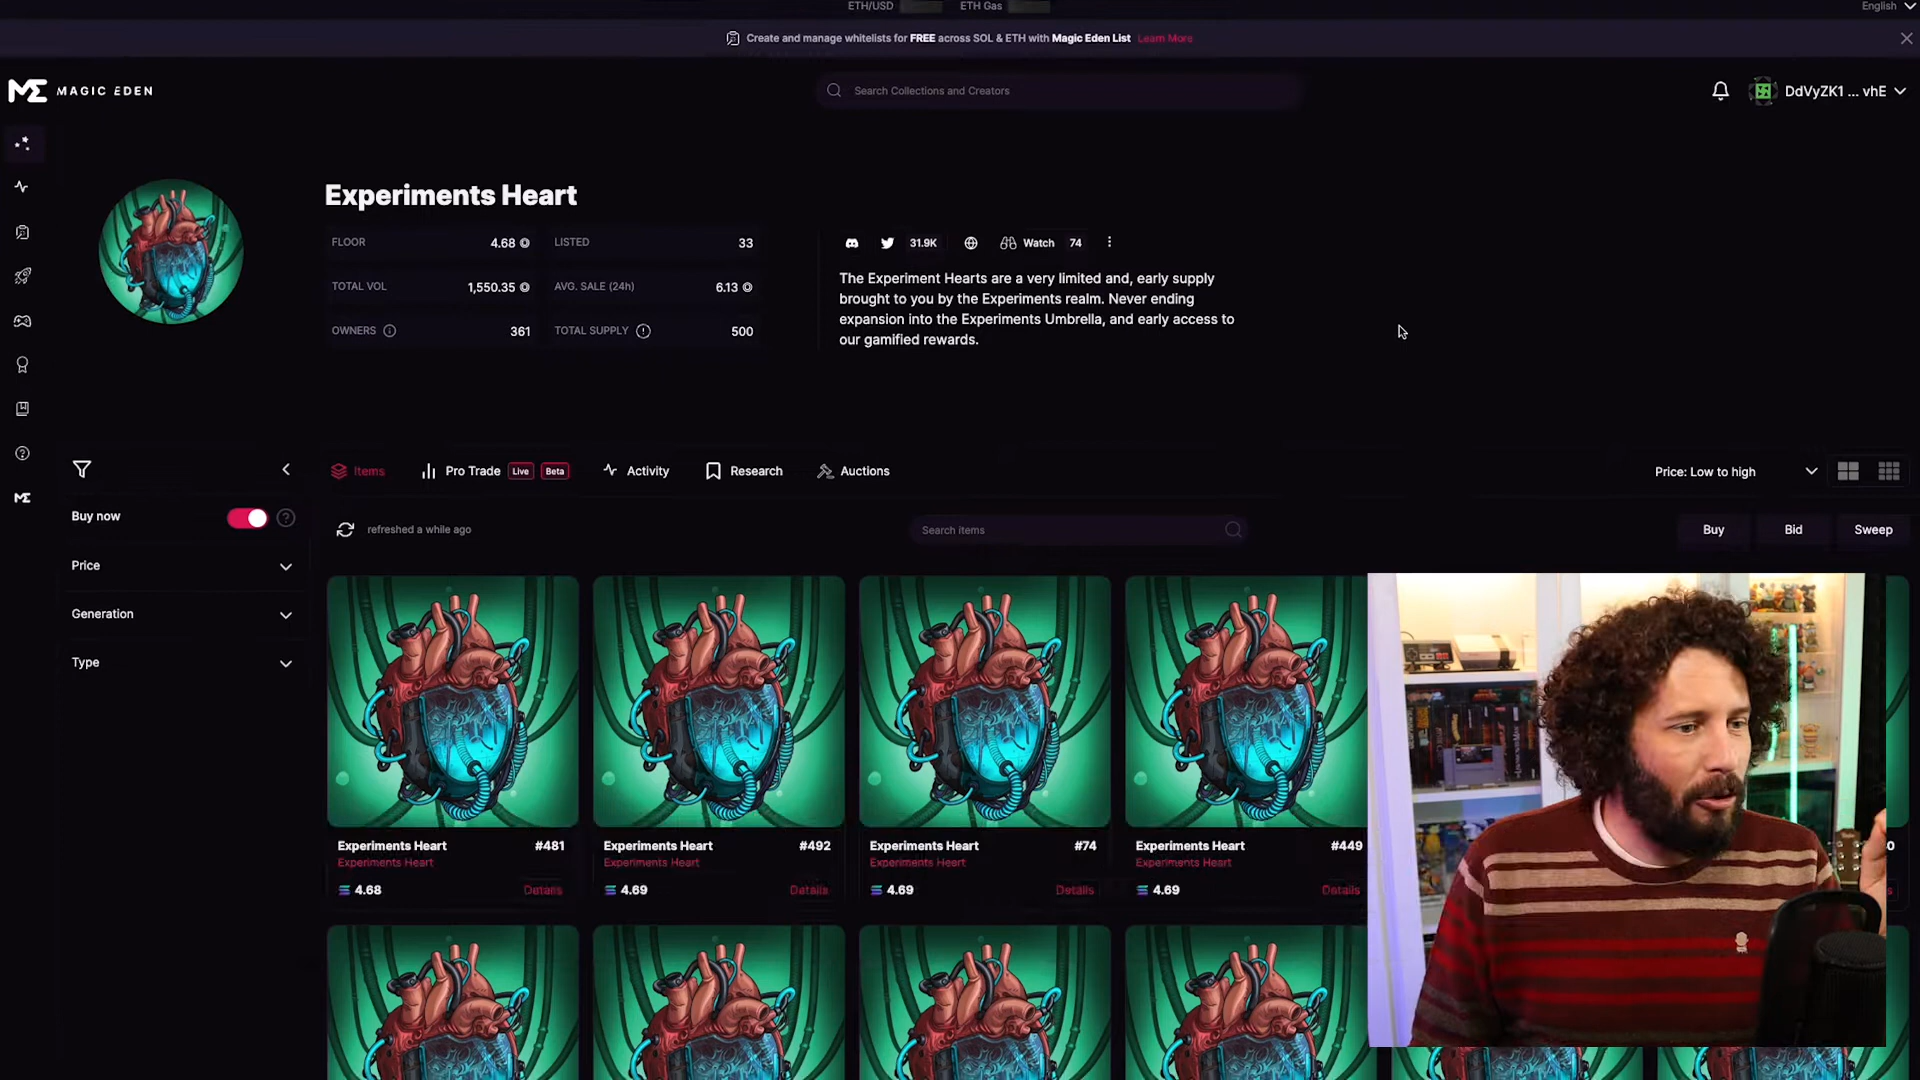 ETH/USD
ETH Gas
English
Create and manage whitelists for FREE across SOL & ETH with Magic Eden List Learn More
MAGIC EDEN
Search Collections and Creators
DdVyZK1 ... vhE
Experiments Heart
FLOOR 4.68
LISTED 33
31.9K
Watch 74
The Experiment Hearts are a very limited and, early supply
brought to you by the Experiments realm. Never ending
expansion into the Experiments Umbrella, and early access to
our gamified rewards.
TOTAL VOL 1,550.35
AVG. SALE (24h) 6.13
OWNERS 361
TOTAL SUPPLY 500
Items
Pro Trade Live Beta
Activity
Research
Auctions
Price: Low to high
Buy now
refreshed a while ago
Search items
Buy
Bid
Sweep
Price
Generation
Type
Experiments Heart #481
Experiments Heart
4.68 Details
Experiments Heart #492
Experiments Heart
4.69 Details
Experiments Heart #74
Experiments Heart
4.69 Details
Experiments Heart #449
Experiments Heart
4.69 Details